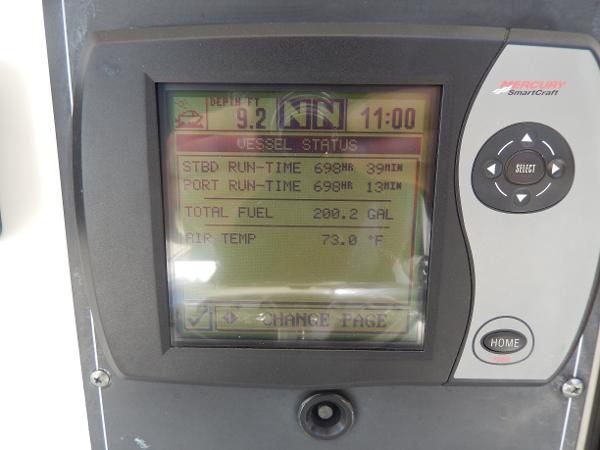 DEPTH FT
9.2 N N 11:00
VESSEL STATUS
STBD RUN-TIME 698HR 39MIN
PORT RUN-TIME 698HR 13MIN
TOTAL FUEL 200.2 GAL
AIR TEMP 73.0 °F
CHANGE PAGE
MERCURY
SmartCraft
SELECT
HOME